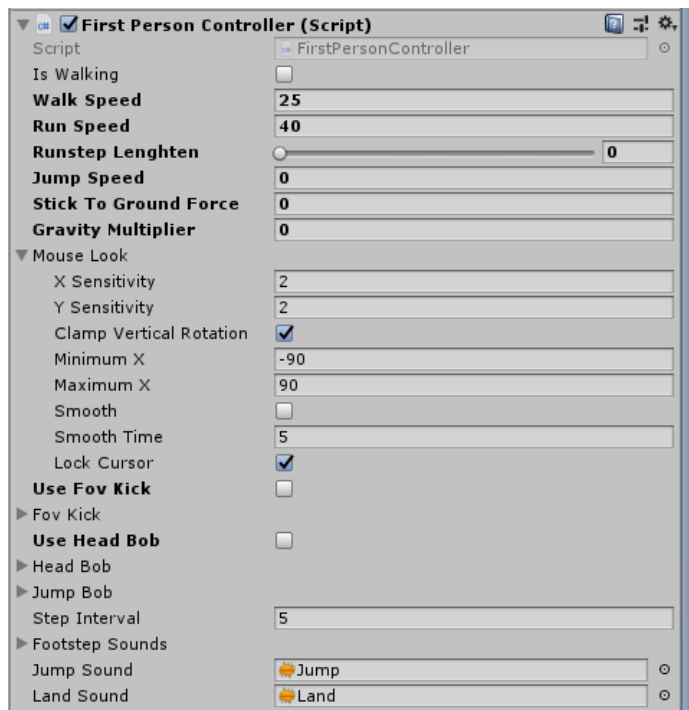 First Person Controller (Script)
Script FirstPersonController
Is Walking
Walk Speed 25
Run Speed 40
Runstep Lenghten 0
Jump Speed 0
Stick To Ground Force 0
Gravity Multiplier 0
Mouse Look
X Sensitivity 2
Y Sensitivity 2
Clamp Vertical Rotation
Minimum X -90
Maximum X 90
Smooth
Smooth Time 5
Lock Cursor
Use Fov Kick
Fov Kick
Use Head Bob
Head Bob
Jump Bob
Step Interval 5
Footstep Sounds
Jump Sound Jump
Land Sound Land